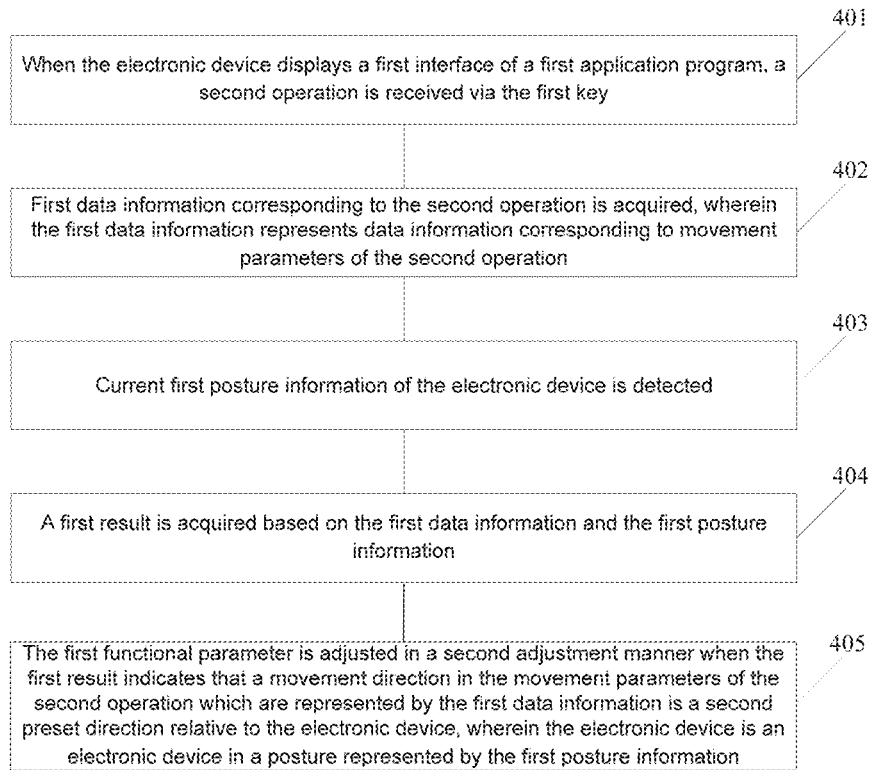 401
When the electronic device displays a first interface of a first application program, a
second operation is received via the first key
402
First data information corresponding to the second operation is acquired, wherein
the first data information represents data information corresponding to movement
parameters of the second operation
403
Current first posture information of the electronic device is detected
404
A first result is acquired based on the first data information and the first posture
information
405
The first functional parameter is adjusted in a second adjustment manner when the
first result indicates that a movement direction in the movement parameters of the
second operation which are represented by the first data information is a second
preset direction relative to the electronic device, wherein the electronic device is an
electronic device in a posture represented by the first posture information